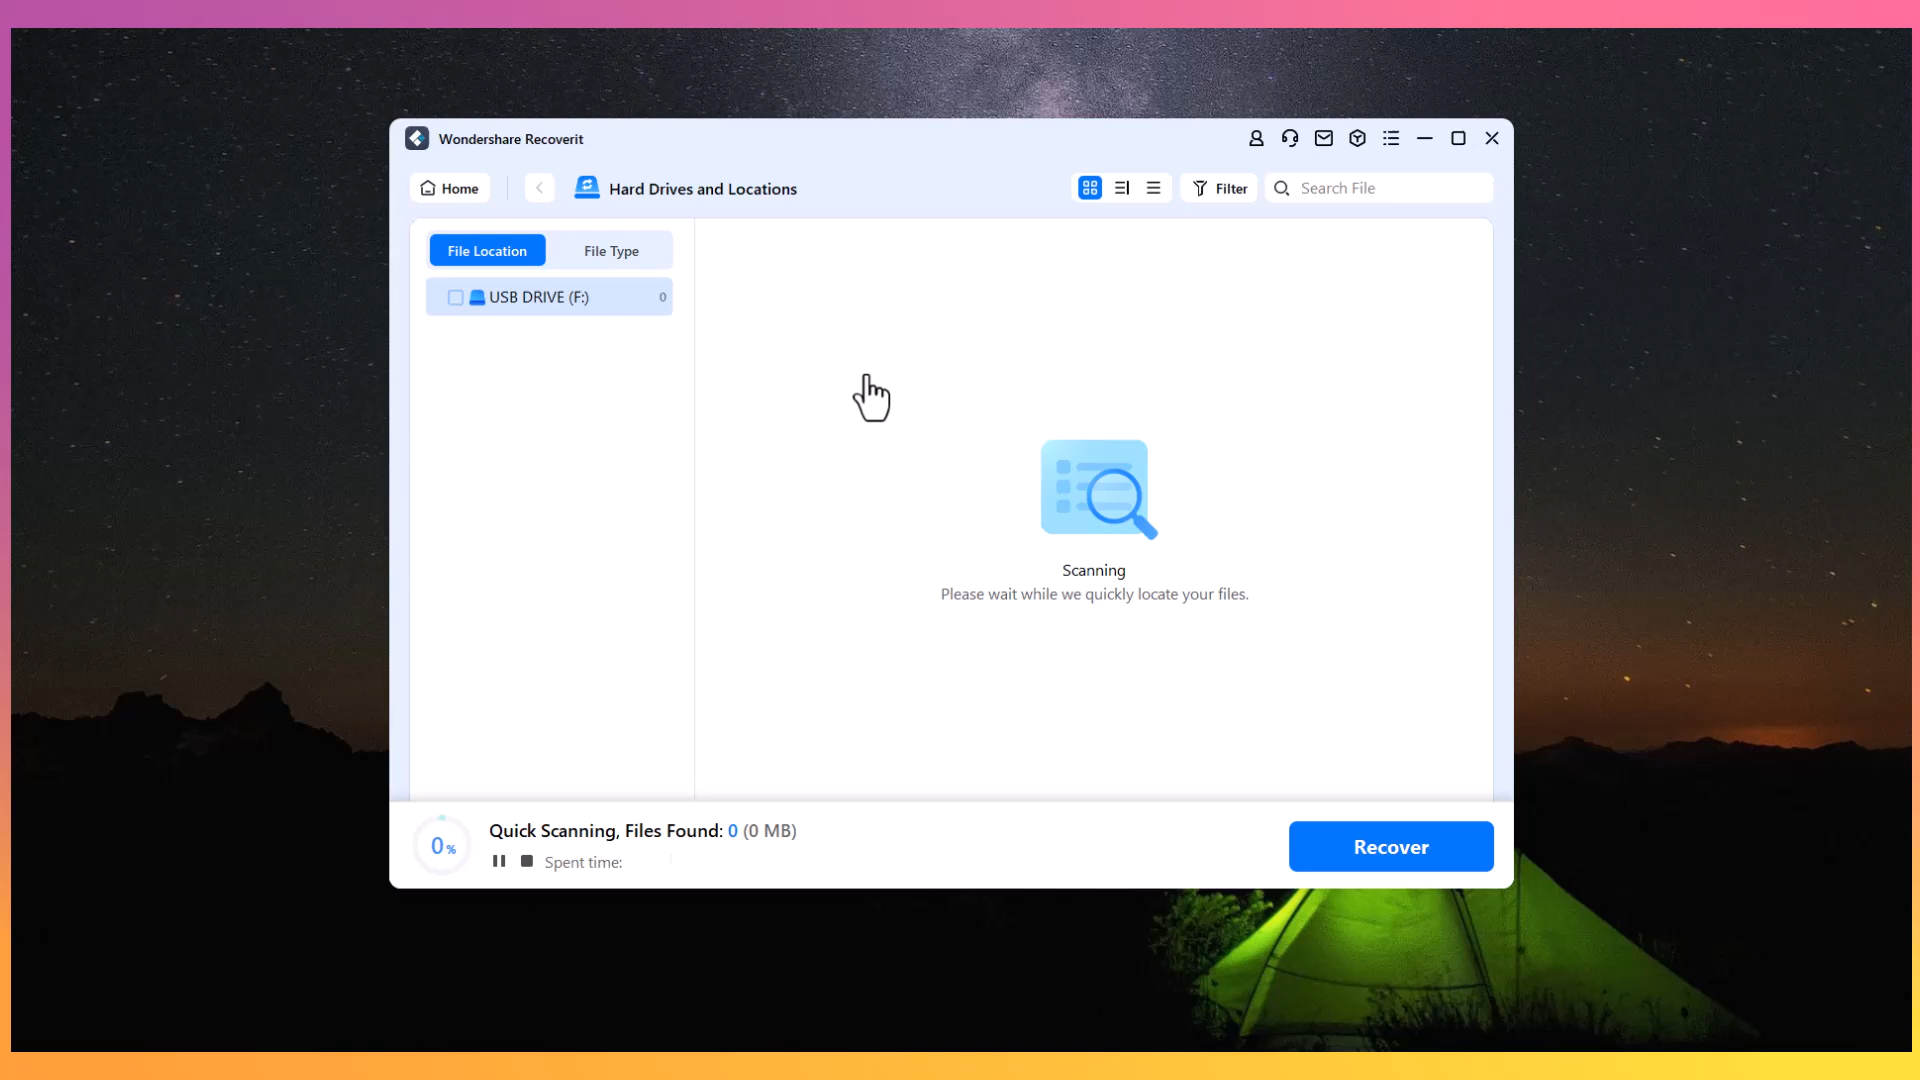 Wondershare Recoverit
Home
Hard Drives and Locations
Filter
Search File
File Location
File Type
USB DRIVE (F:)
0
Scanning
Please wait while we quickly locate your files.
0%
Quick Scanning, Files Found: 0 (0 MB)
Spent time:
Recover